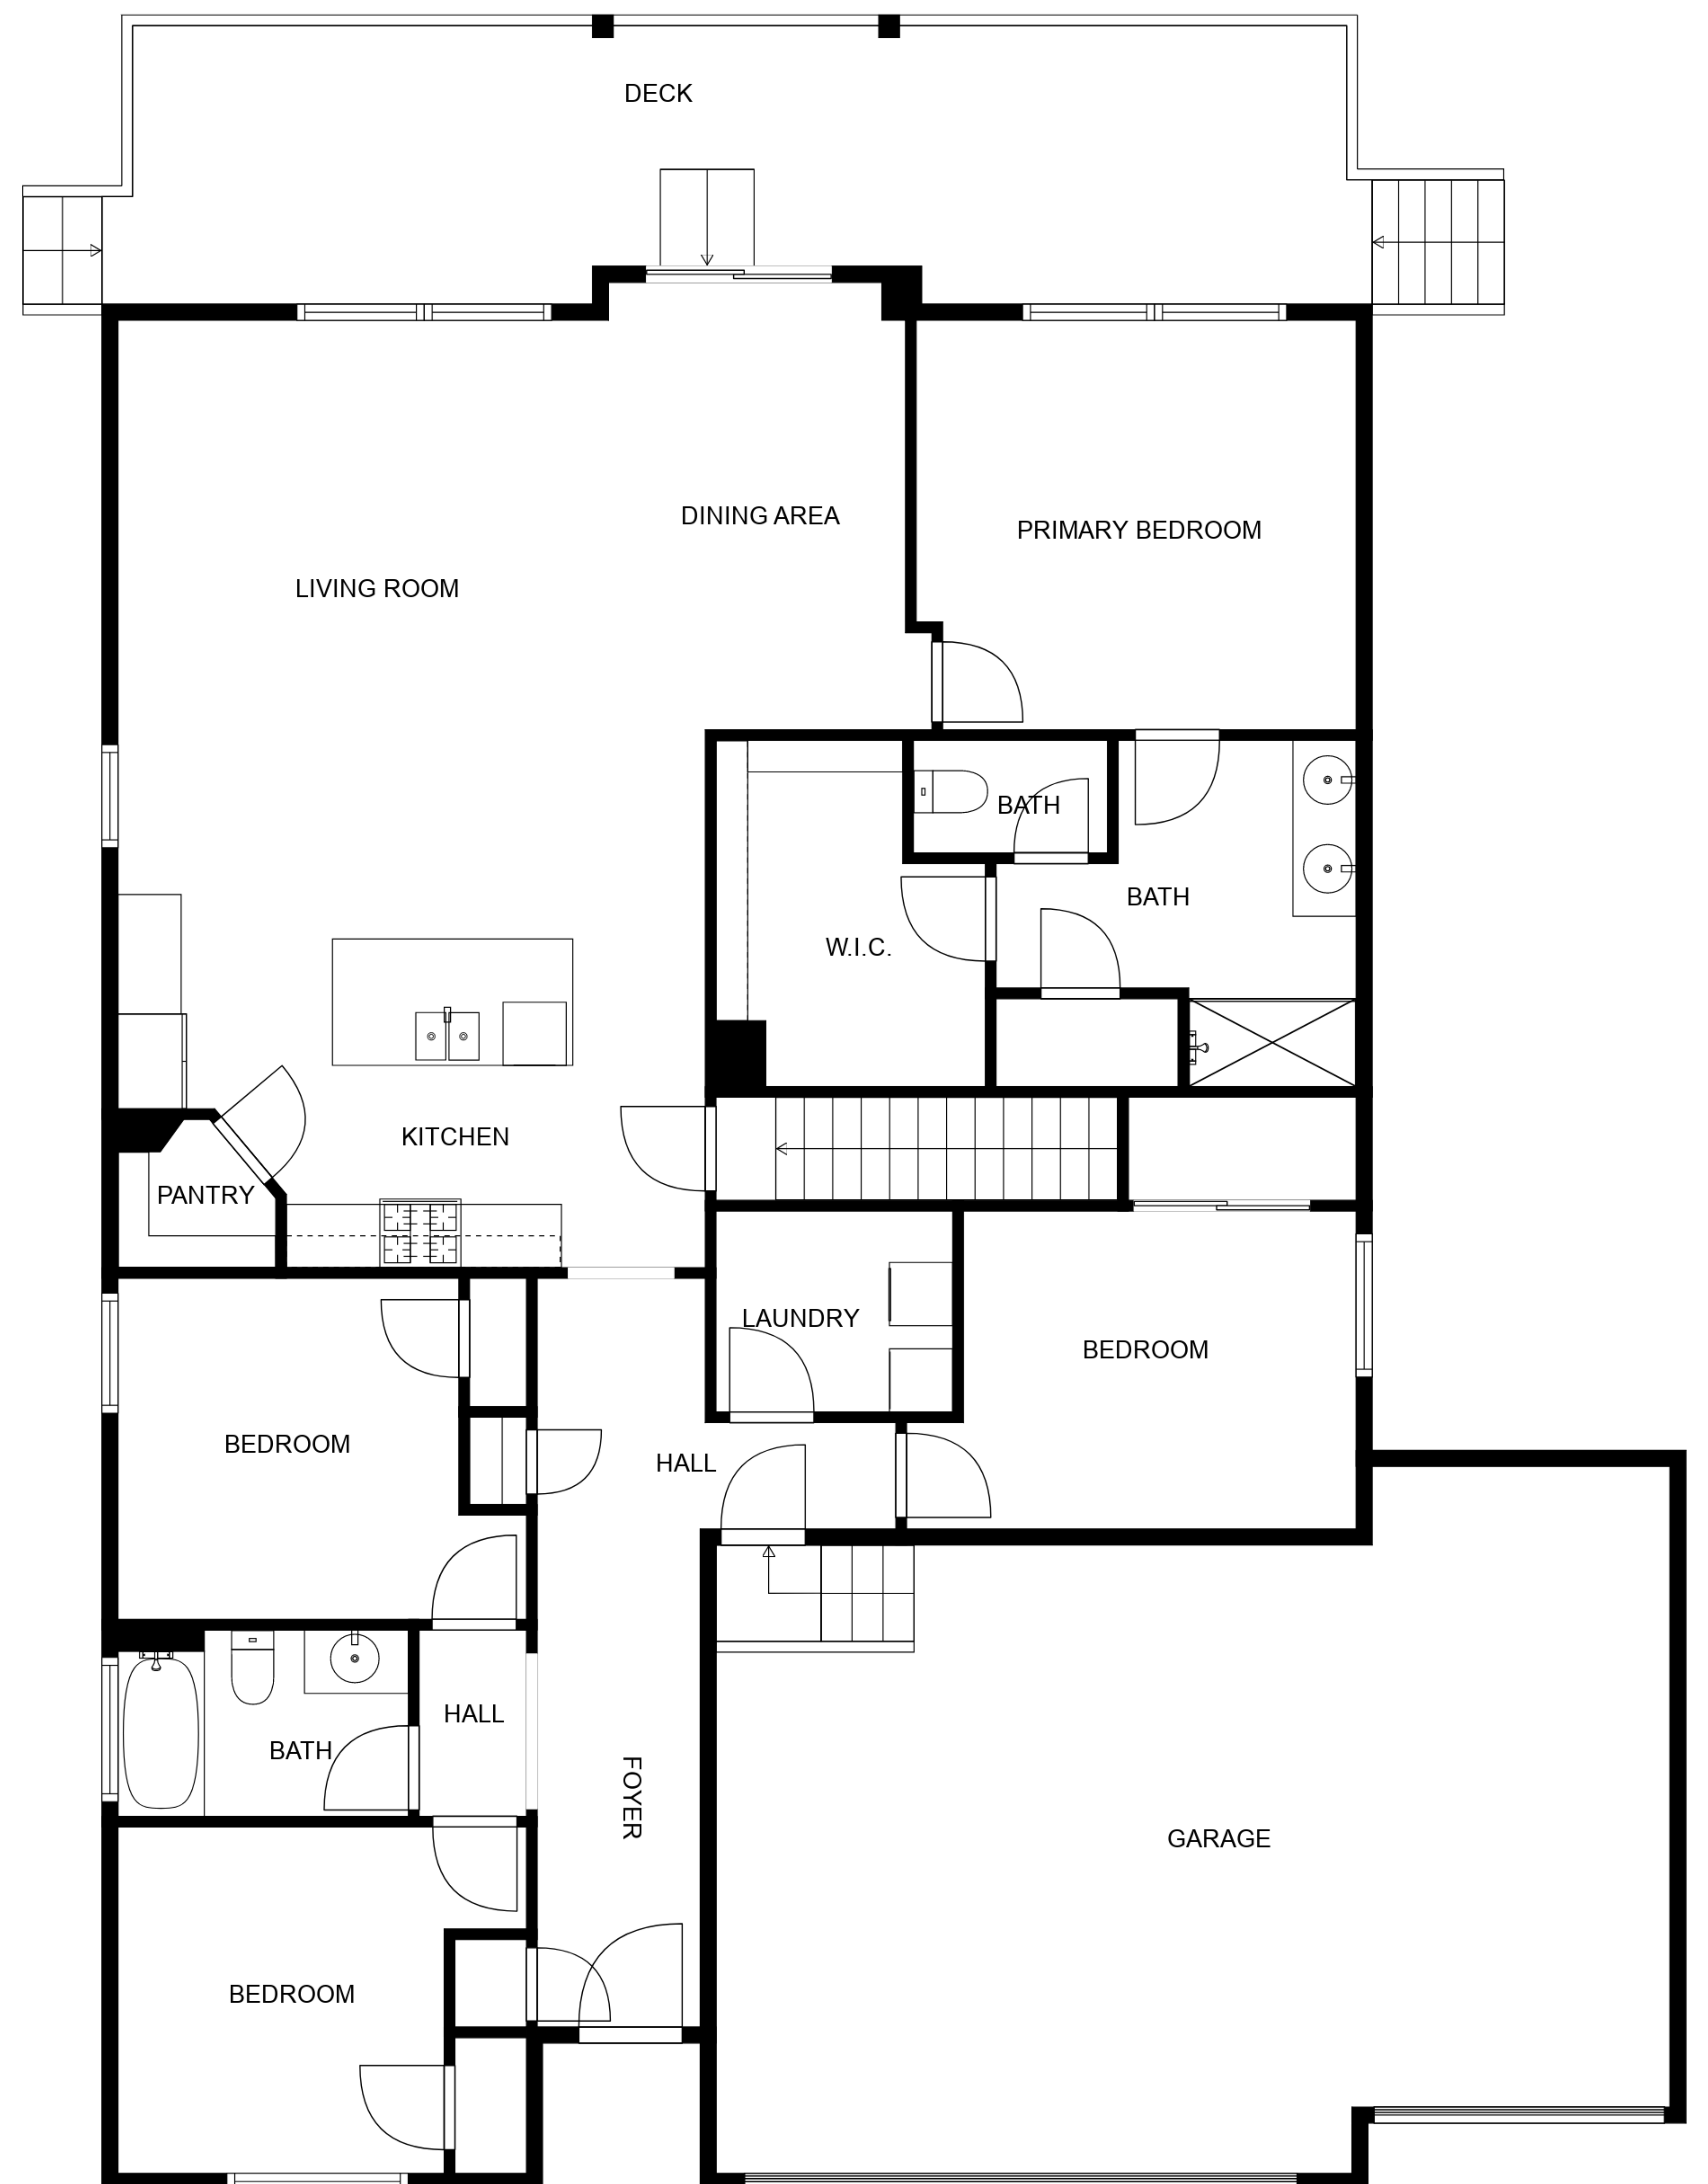 DECK
DINING AREA
PRIMARY BEDROOM
LIVING ROOM
BATH
BATH
W.I.C.
KITCHEN
PANTRY
LAUNDRY
BEDROOM
BEDROOM
HALL
HALL
BATH
FOYER
GARAGE
BEDROOM